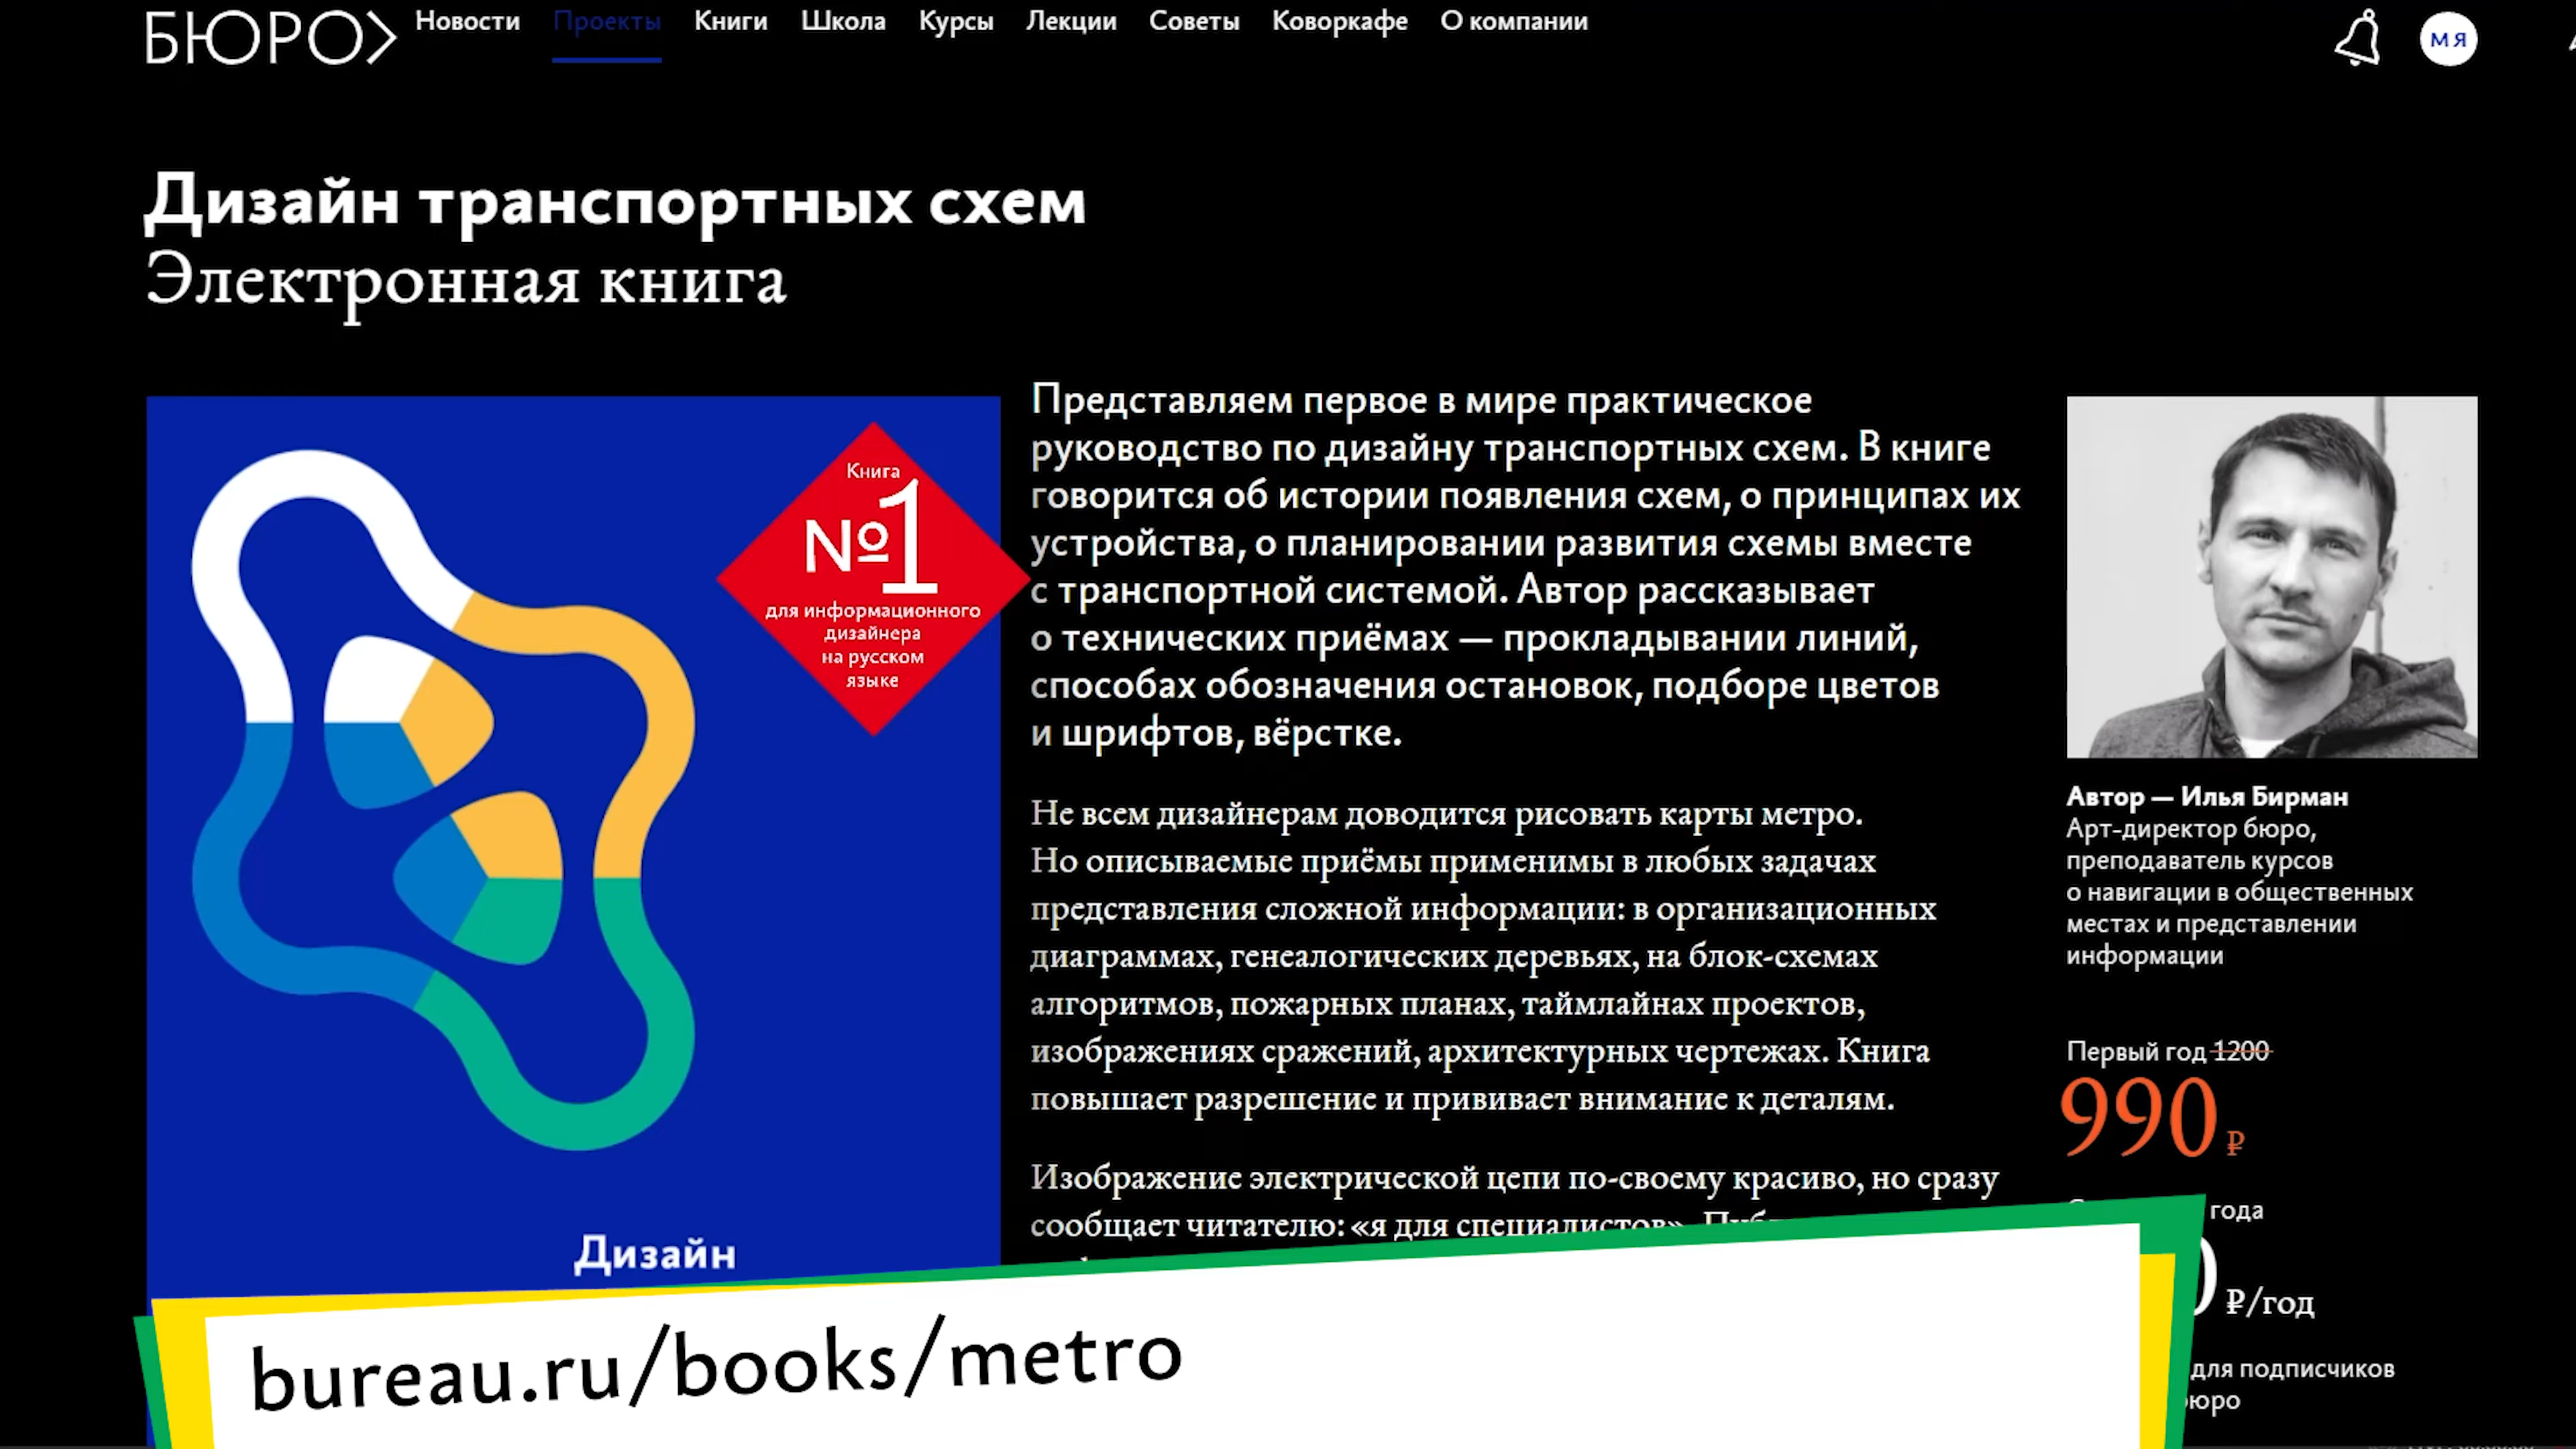 БЮРО
Новости Проекты Книги Школа Курсы Лекции Советы Коворкафе О компании
МЯ
Дизайн транспортных схем
Электронная книга
Книга
№1
для информационного
дизайнера
на русском
языке
Дизайн
Представляем первое в мире практическое
руководство по дизайну транспортных схем. В книге
говорится об истории появления схем, о принципах их
устройства, о планировании развития схемы вместе
с транспортной системой. Автор рассказывает
о технических приёмах — прокладывании линий,
способах обозначения остановок, подборе цветов
и шрифтов, вёрстке.
Не всем дизайнерам доводится рисовать карты метро.
Но описываемые приёмы применимы в любых задачах
представления сложной информации: в организационных
диаграммах, генеалогических деревьях, на блок-схемах
алгоритмов, пожарных планах, таймлайнах проектов,
изображениях сражений, архитектурных чертежах. Книга
повышает разрешение и прививает внимание к деталям.
Изображение электрической цепи по-своему красиво, но сразу
сообщает читателю: «я для специалистов».
Автор — Илья Бирман
Арт-директор бюро,
преподаватель курсов
о навигации в общественных
местах и представлении
информации
Первый год 1200
990 ₽
года
₽/год
для подписчиков
bureau.ru/books/metro